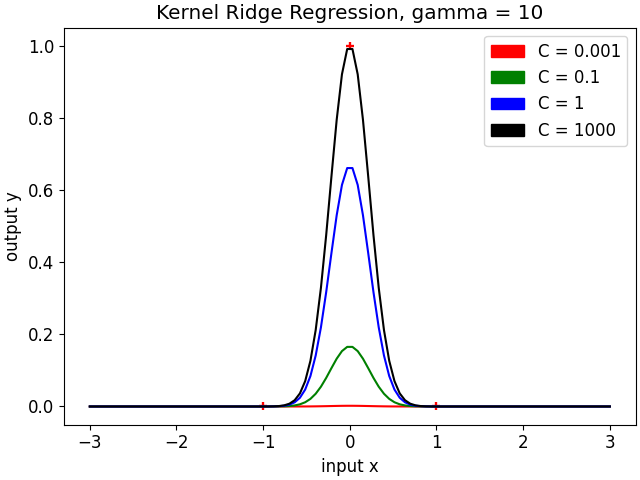 Kernel Ridge Regression, gamma = 10
1.0
0.8
0.6
0.4
0.2
0.0
output y
C = 0.001
C = 0.1
C = 1
C = 1000
−3 −2 −1 0 1 2 3
input x